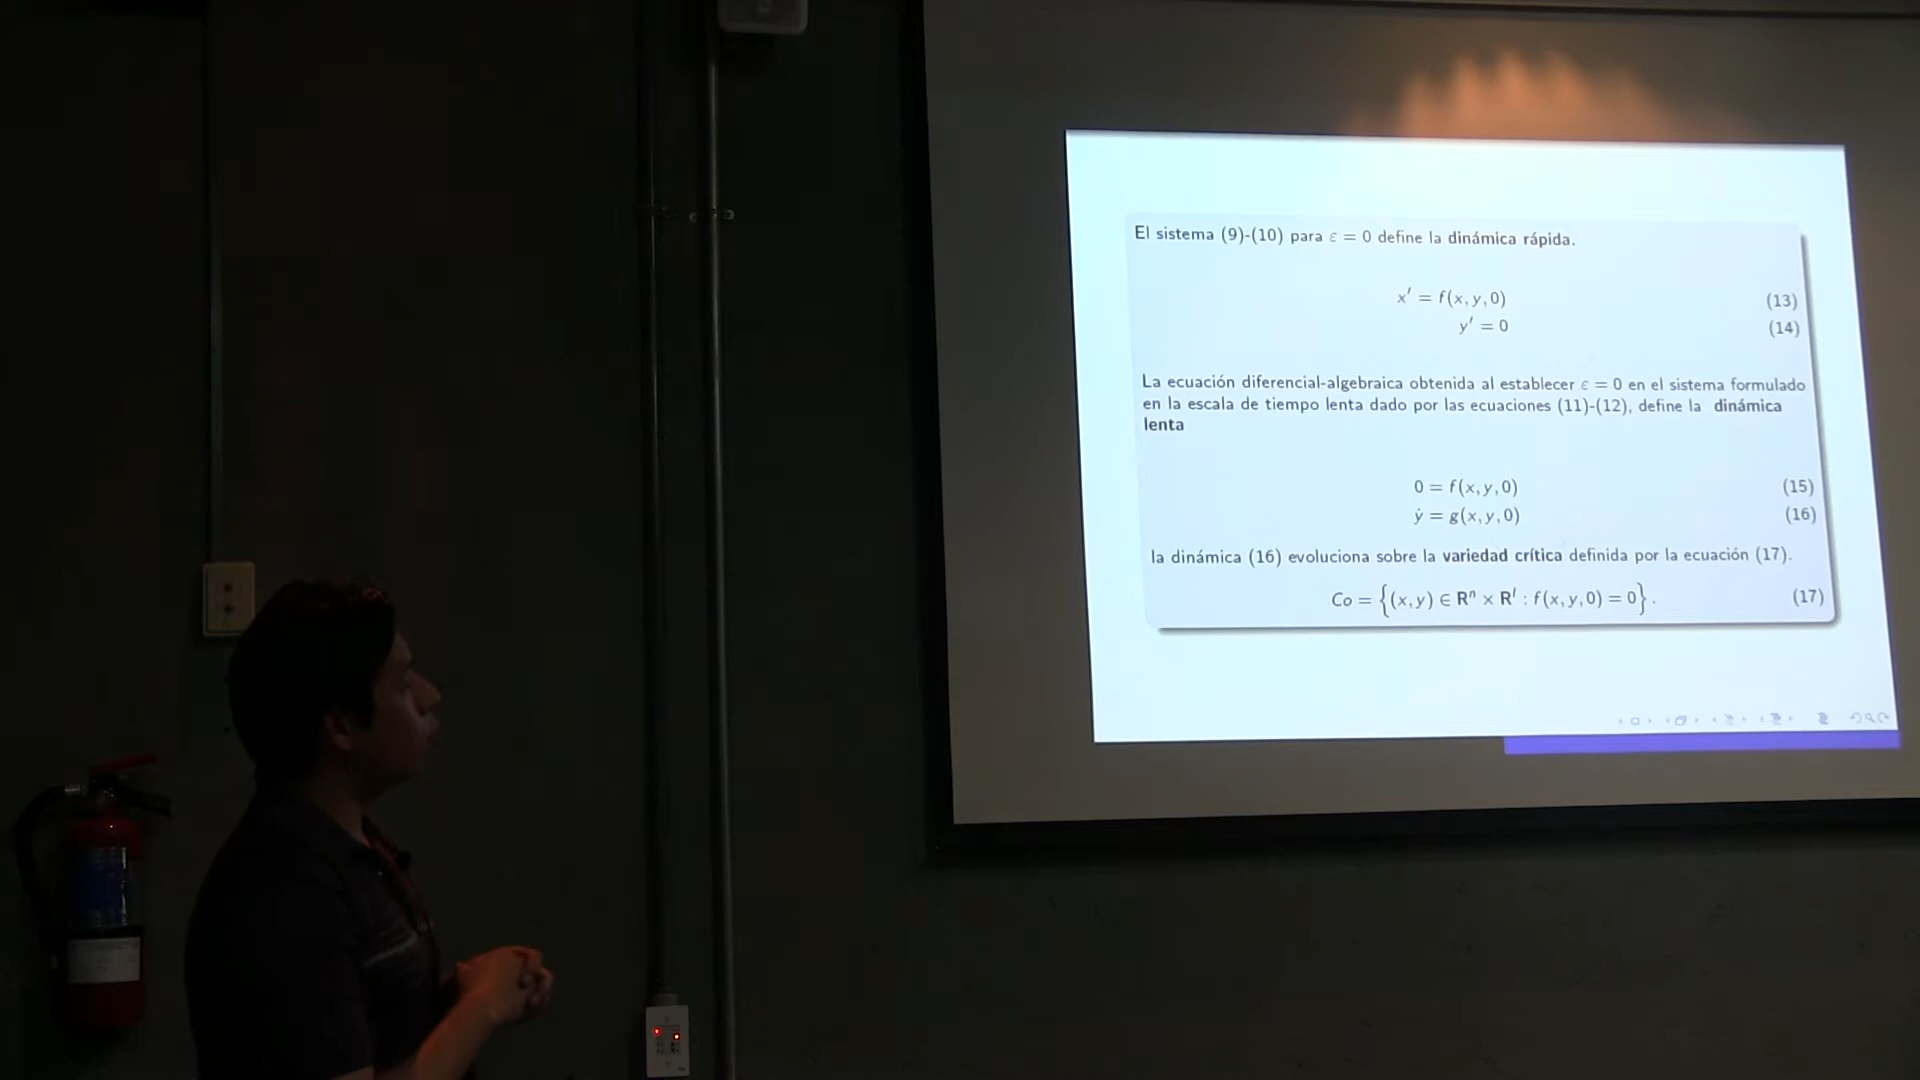 El sistema (9)-(10) para ε = 0 define la dinámica rápida.
x′ = f(x, y, 0) (13)
y′ = 0 (14)
La ecuación diferencial-algebraica obtenida al establecer ε = 0 en el sistema formulado
en la escala de tiempo lenta dado por las ecuaciones (11)-(12), define la dinámica
lenta
0 = f(x, y, 0) (15)
ẏ = g(x, y, 0) (16)
la dinámica (16) evoluciona sobre la variedad crítica definida por la ecuación (17).
Co = {(x, y) ∈ Rⁿ × Rˡ : f(x, y, 0) = 0}. (17)